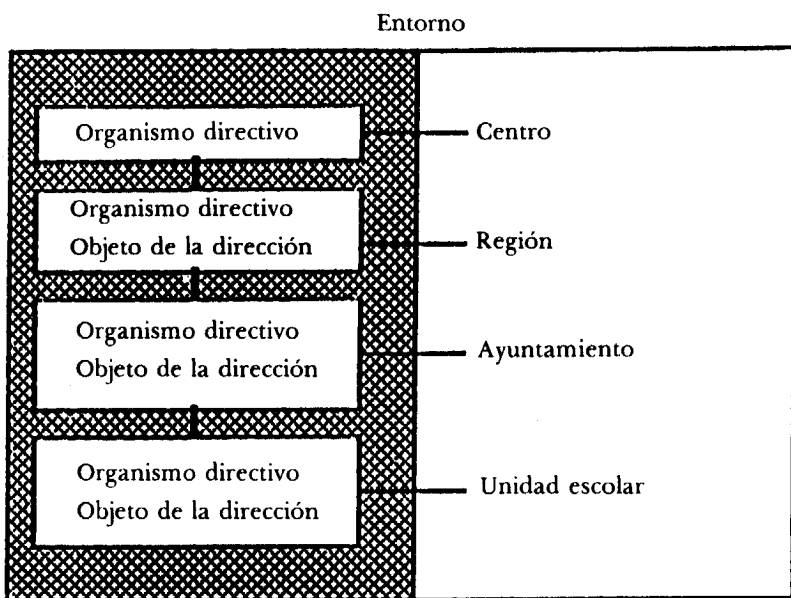 Entorno
Organismo directivo
Centro
Organismo directivo
Objeto de la dirección
Región
Organismo directivo
Objeto de la dirección
Ayuntamiento
Organismo directivo
Objeto de la dirección
Unidad escolar